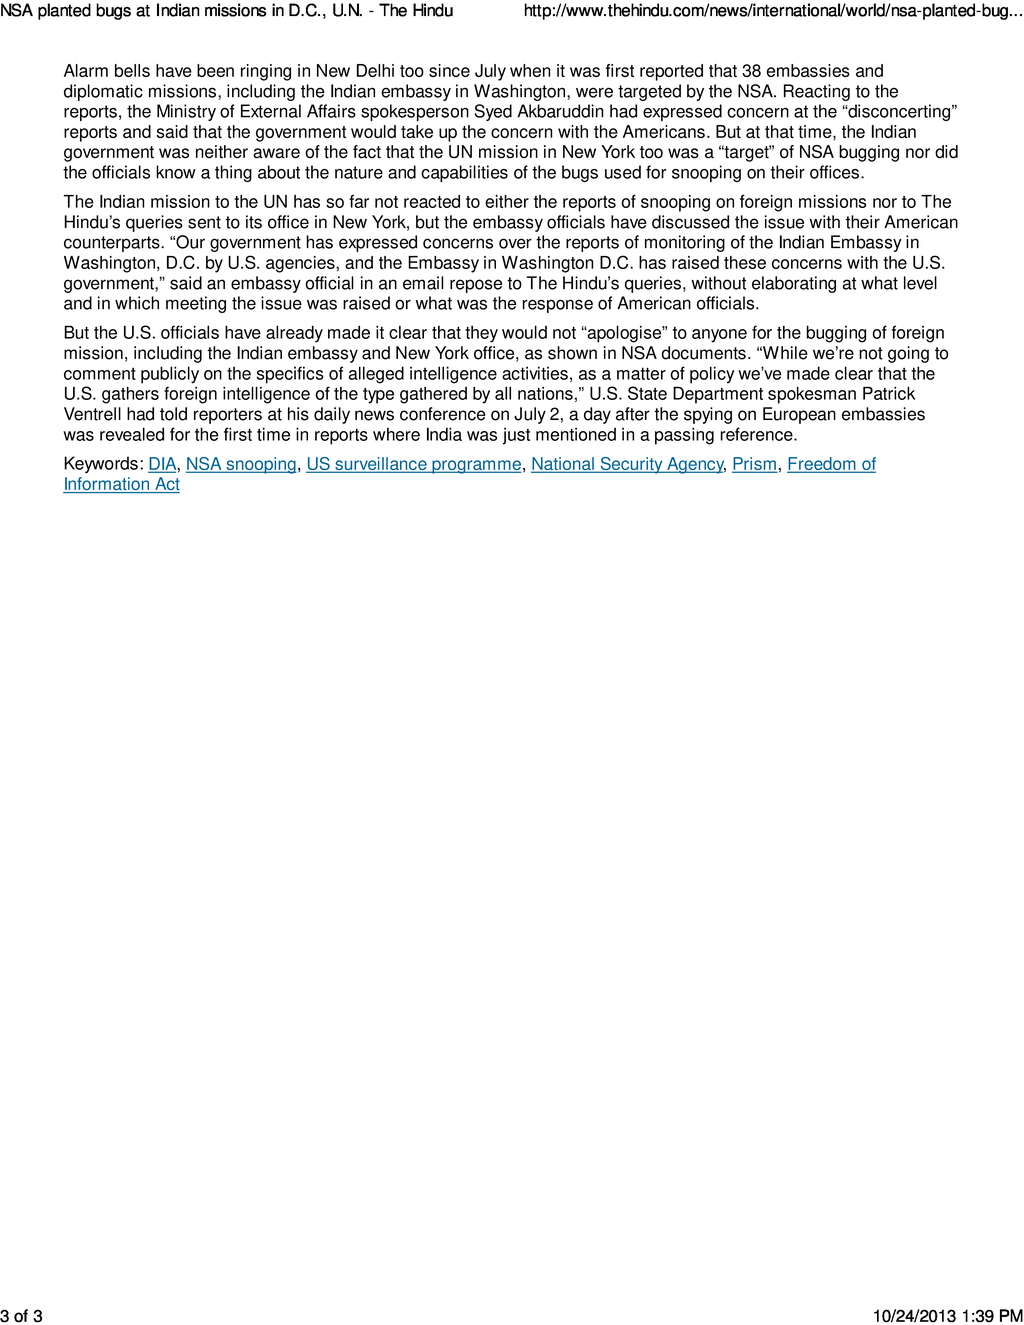 NSA planted bugs at Indian missions in D.C., U.N. - The Hindu http://www.thehindu.com/news/international/world/nsa-planted-bug...
Alarm bells have been ringing in New Delhi too since July when it was first reported that 38 embassies and
diplomatic missions, including the Indian embassy in Washington, were targeted by the NSA. Reacting to the
reports, the Ministry of External Affairs spokesperson Syed Akbaruddin had expressed concern at the “disconcerting”
reports and said that the government would take up the concern with the Americans. But at that time, the Indian
government was neither aware of the fact that the UN mission in New York too was a “target” of NSA bugging nor did
the officials know a thing about the nature and capabilities of the bugs used for snooping on their offices.
The Indian mission to the UN has so far not reacted to either the reports of snooping on foreign missions nor to The
Hindu’s queries sent to its office in New York, but the embassy officials have discussed the issue with their American
counterparts. “Our government has expressed concerns over the reports of monitoring of the Indian Embassy in
Washington, D.C. by U.S. agencies, and the Embassy in Washington D.C. has raised these concerns with the U.S.
government,” said an embassy official in an email repose to The Hindu’s queries, without elaborating at what level
and in which meeting the issue was raised or what was the response of American officials.
But the U.S. officials have already made it clear that they would not “apologise” to anyone for the bugging of foreign
mission, including the Indian embassy and New York office, as shown in NSA documents. “While we’re not going to
comment publicly on the specifics of alleged intelligence activities, as a matter of policy we’ve made clear that the
U.S. gathers foreign intelligence of the type gathered by all nations,” U.S. State Department spokesman Patrick
Ventrell had told reporters at his daily news conference on July 2, a day after the spying on European embassies
was revealed for the first time in reports where India was just mentioned in a passing reference.
Keywords: DIA, NSA snooping, US surveillance programme, National Security Agency, Prism, Freedom of
Information Act
3 of 3 10/24/2013 1:39 PM